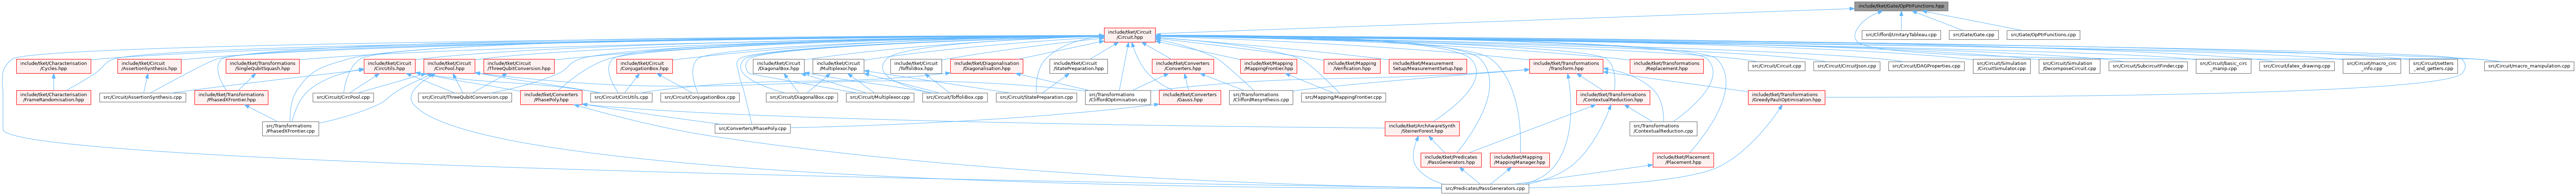 include/tket/Gate/OpPtrFunctions.hpp
include/tket/Circuit
/Circuit.hpp
src/Clifford/UnitaryTableau.cpp
src/Gate/Gate.cpp
src/Gate/OpPtrFunctions.cpp
include/tket/Characterisation
/Cycles.hpp
include/tket/Circuit
/AssertionSynthesis.hpp
include/tket/Transformations
/SingleQubitSquash.hpp
include/tket/Circuit
/CircUtils.hpp
include/tket/Circuit
/CircPool.hpp
include/tket/Circuit
/ThreeQubitConversion.hpp
include/tket/Circuit
/ConjugationBox.hpp
include/tket/Circuit
/DiagonalBox.hpp
include/tket/Circuit
/Multiplexor.hpp
include/tket/Circuit
/ToffoliBox.hpp
include/tket/Diagonalisation
/Diagonalisation.hpp
include/tket/Circuit
/StatePreparation.hpp
include/tket/Converters
/Converters.hpp
include/tket/Mapping
/MappingFrontier.hpp
include/tket/Mapping
/Verification.hpp
include/tket/Measurement
Setup/MeasurementSetup.hpp
include/tket/Transformations
/Transform.hpp
include/tket/Transformations
/Replacement.hpp
src/Circuit/Circuit.cpp
src/Circuit/CircuitJson.cpp
src/Circuit/DAGProperties.cpp
src/Circuit/Simulation
/CircuitSimulator.cpp
src/Circuit/Simulation
/DecomposeCircuit.cpp
src/Circuit/SubcircuitFinder.cpp
src/Circuit/basic_circ
_manip.cpp
src/Circuit/latex_drawing.cpp
src/Circuit/macro_circ
_info.cpp
src/Circuit/setters
_and_getters.cpp
src/Circuit/macro_manipulation.cpp
include/tket/Characterisation
/FrameRandomisation.hpp
src/Circuit/AssertionSynthesis.cpp
include/tket/Transformations
/PhasedXFrontier.hpp
src/Circuit/CircPool.cpp
src/Circuit/ThreeQubitConversion.cpp
include/tket/Converters
/PhasePoly.hpp
src/Circuit/CircUtils.cpp
src/Circuit/ConjugationBox.cpp
src/Circuit/DiagonalBox.cpp
src/Circuit/Multiplexor.cpp
src/Circuit/ToffoliBox.cpp
src/Circuit/StatePreparation.cpp
src/Transformations
/CliffordOptimisation.cpp
include/tket/Converters
/Gauss.hpp
src/Transformations
/CliffordResynthesis.cpp
src/Mapping/MappingFrontier.cpp
include/tket/Transformations
/ContextualReduction.hpp
include/tket/Transformations
/GreedyPauliOptimisation.hpp
src/Transformations
/PhasedXFrontier.cpp
src/Converters/PhasePoly.cpp
include/tket/ArchAwareSynth
/SteinerForest.hpp
src/Transformations
/ContextualReduction.cpp
include/tket/Predicates
/PassGenerators.hpp
include/tket/Mapping
/MappingManager.hpp
include/tket/Placement
/Placement.hpp
src/Predicates/PassGenerators.cpp